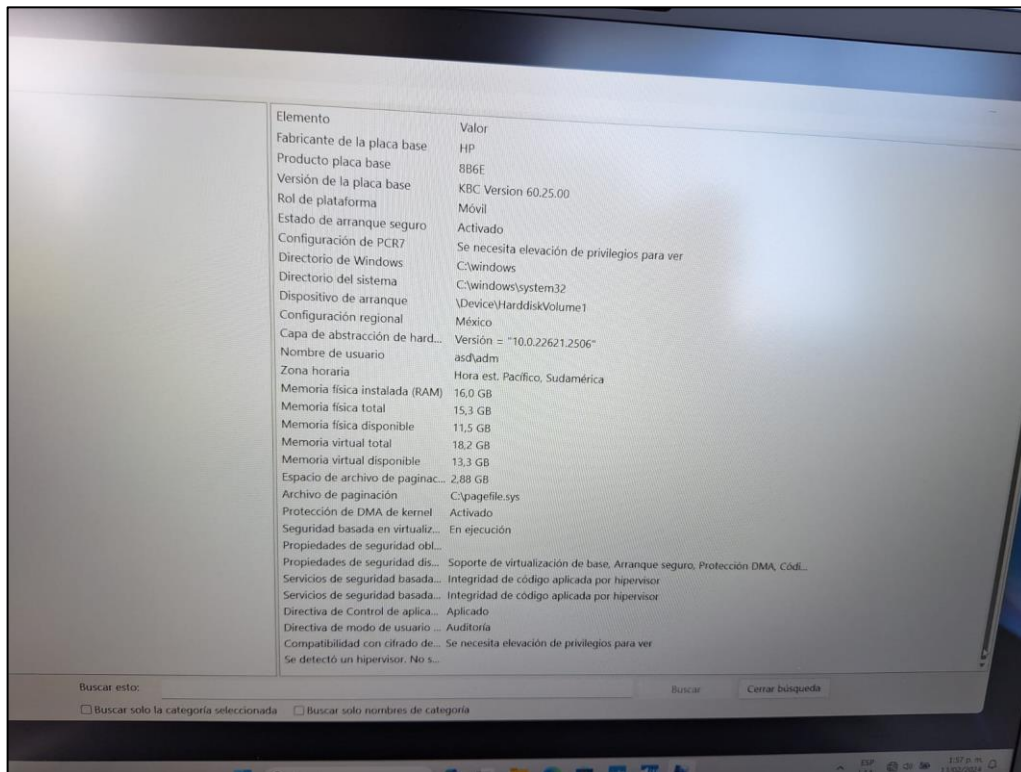 Elemento Valor
Fabricante de la placa base HP
Producto placa base 8B6E
Versión de la placa base KBC Version 60.25.00
Rol de plataforma Móvil
Estado de arranque seguro Activado
Configuración de PCR7 Se necesita elevación de privilegios para ver
Directorio de Windows C:\windows
Directorio del sistema C:\windows\system32
Dispositivo de arranque \Device\HarddiskVolume1
Configuración regional México
Capa de abstracción de hard... Versión = "10.0.22621.2506"
Nombre de usuario asd\adm
Zona horaria Hora est. Pacífico, Sudamérica
Memoria física instalada (RAM) 16,0 GB
Memoria física total 15,3 GB
Memoria física disponible 11,5 GB
Memoria virtual total 18,2 GB
Memoria virtual disponible 13,3 GB
Espacio de archivo de paginac... 2,88 GB
Archivo de paginación C:\pagefile.sys
Protección de DMA de kernel Activado
Seguridad basada en virtualiz... En ejecución
Propiedades de seguridad obl...
Propiedades de seguridad dis... Soporte de virtualización de base, Arranque seguro, Protección DMA, Códi...
Servicios de seguridad basada... Integridad de código aplicada por hipervisor
Servicios de seguridad basada... Integridad de código aplicada por hipervisor
Directiva de Control de aplica... Aplicado
Directiva de modo de usuario ... Auditoría
Compatibilidad con cifrado de... Se necesita elevación de privilegios para ver
Se detectó un hipervisor. No s...
Buscar esto: Buscar Cerrar búsqueda
Buscar solo la categoría seleccionada Buscar solo nombres de categoría
ESP 1:57 p. m.